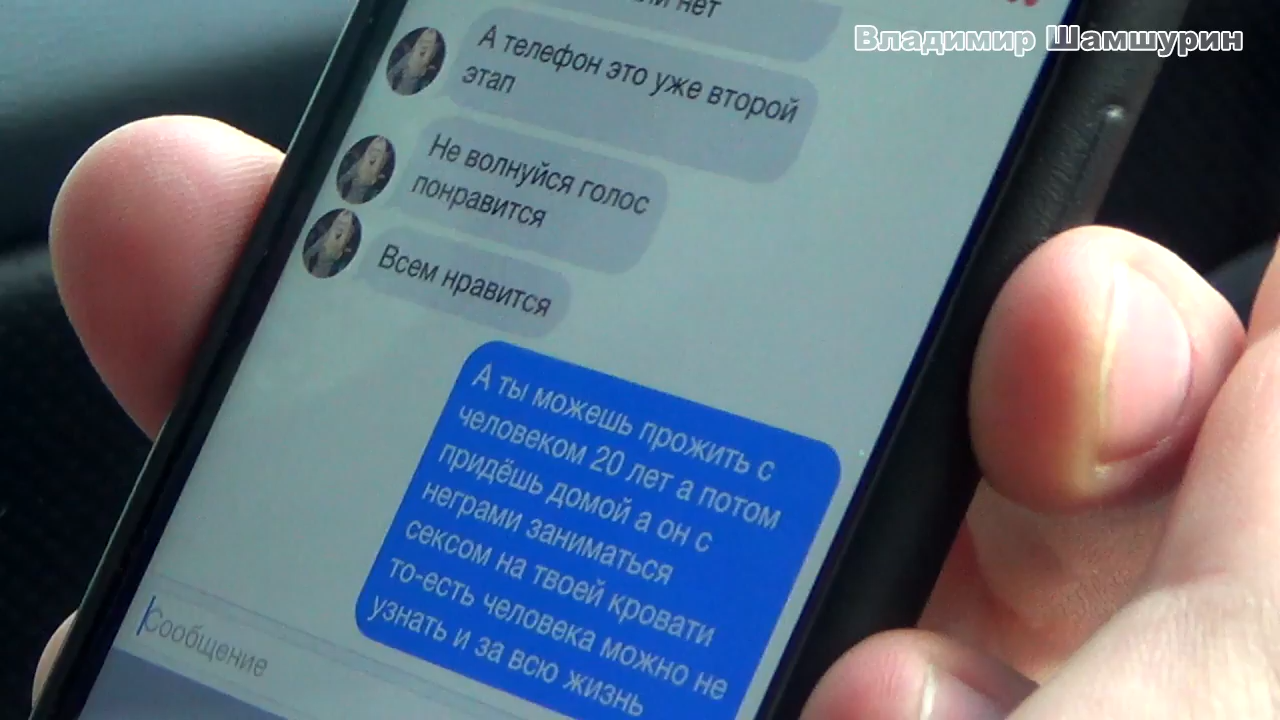 нет
Владимир Шамшурин
А телефон это уже второй
этап
Не волнуйся голос
понравится
Всем нравится
А ты можешь прожить с
человеком 20 лет а потом
придёшь домой а он с
неграми заниматься
сексом на твоей кровати
то-есть человека можно не
узнать и за всю жизнь
Сообщение